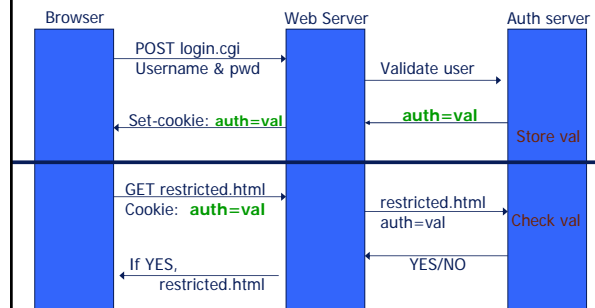 Browser
Web Server
Auth server
POST login.cgi
Username & pwd
Validate user
Set-cookie: auth=val
auth=val
Store val
GET restricted.html
Cookie: auth=val
restricted.html
auth=val
Check val
If YES,
restricted.html
YES/NO